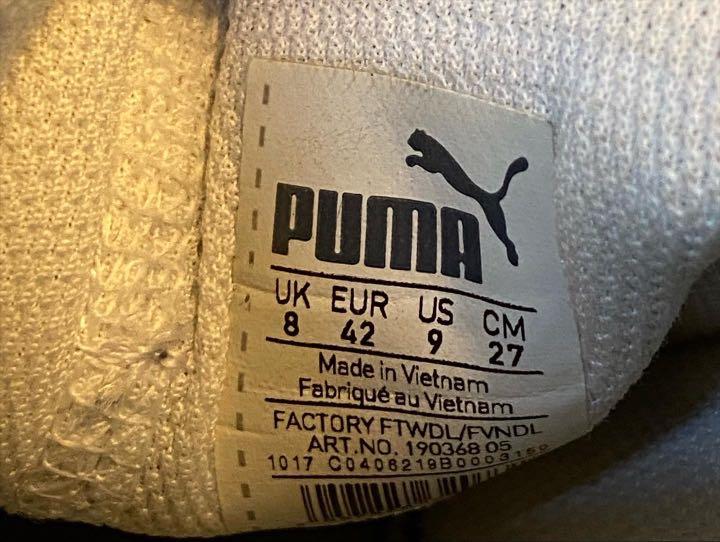 PUMA
UK EUR US CM
8 42 9 27
Made in Vietnam
Fabriqué au Vietnam
FACTORY FTWDL/FVNDL
ART.NO. 190368 05
1017